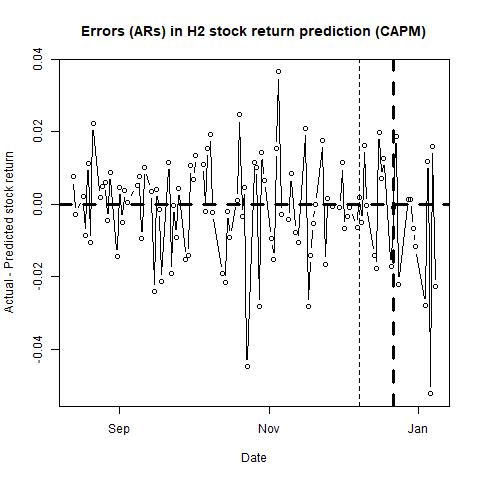 Errors (ARs) in H2 stock return prediction (CAPM)
Actual - Predicted stock return
0.04
0.02
0.00
-0.02
-0.04
Sep
Nov
Jan
Date